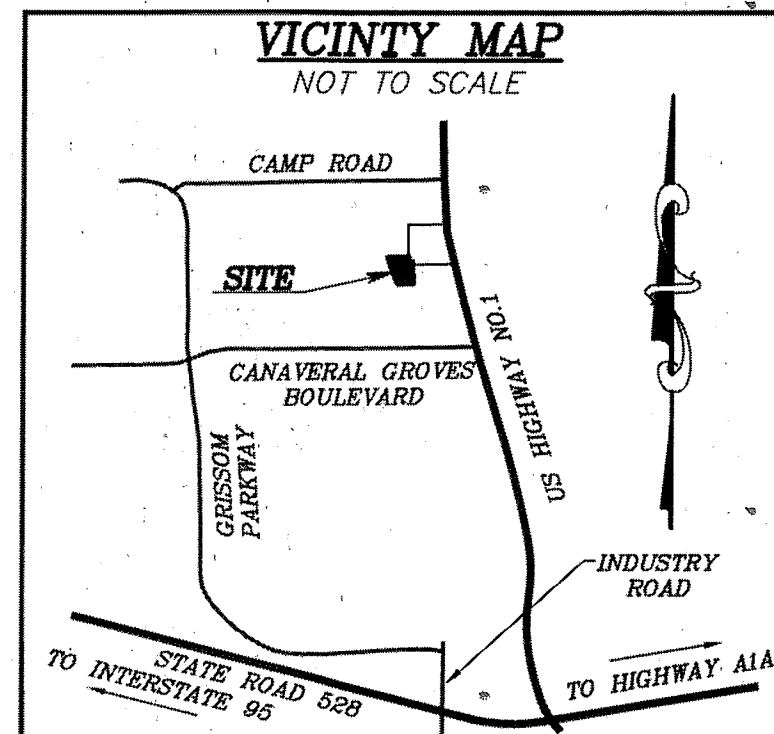 VICINTY MAP
NOT TO SCALE
CAMP ROAD
SITE
CANAVERAL GROVES
BOULEVARD
US HIGHWAY NO.1
GRISSOM
PARKWAY
INDUSTRY
ROAD
STATE ROAD 528
TO INTERSTATE 95
TO HIGHWAY A1A